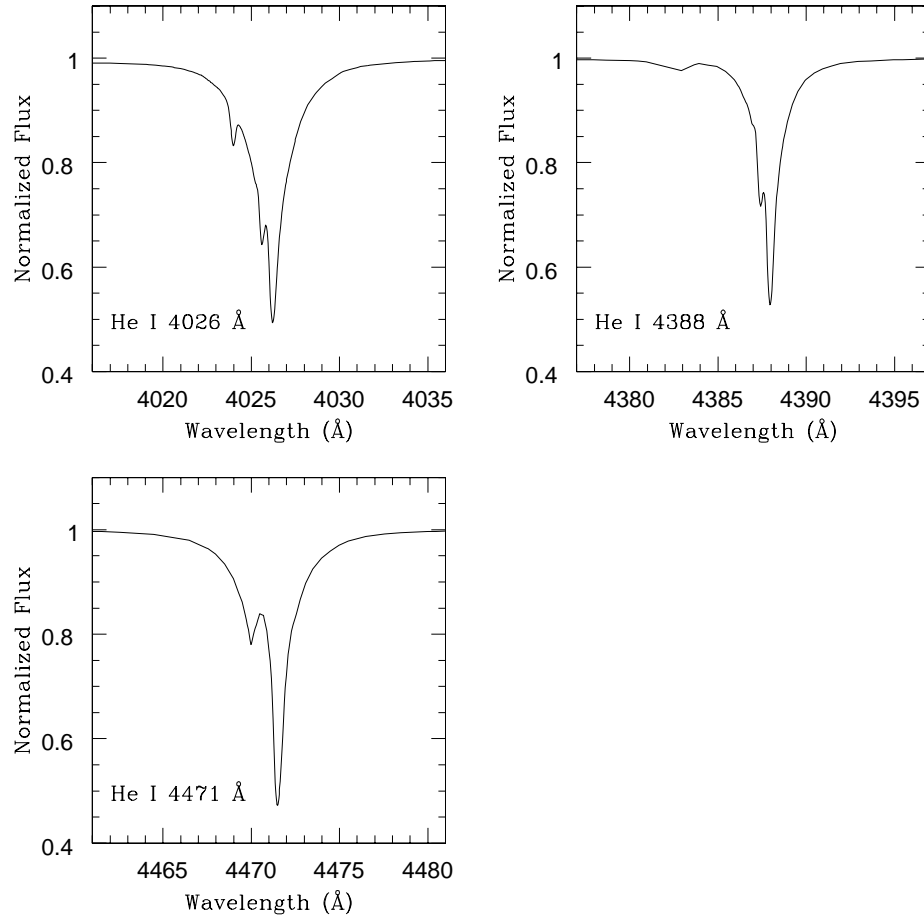 1
0.8
0.6
0.4
Normalized Flux
He I 4026 Å
4020 4025 4030 4035
Wavelength (Å)
1
0.8
0.6
0.4
Normalized Flux
He I 4388 Å
4380 4385 4390 4395
Wavelength (Å)
1
0.8
0.6
0.4
Normalized Flux
He I 4471 Å
4465 4470 4475 4480
Wavelength (Å)